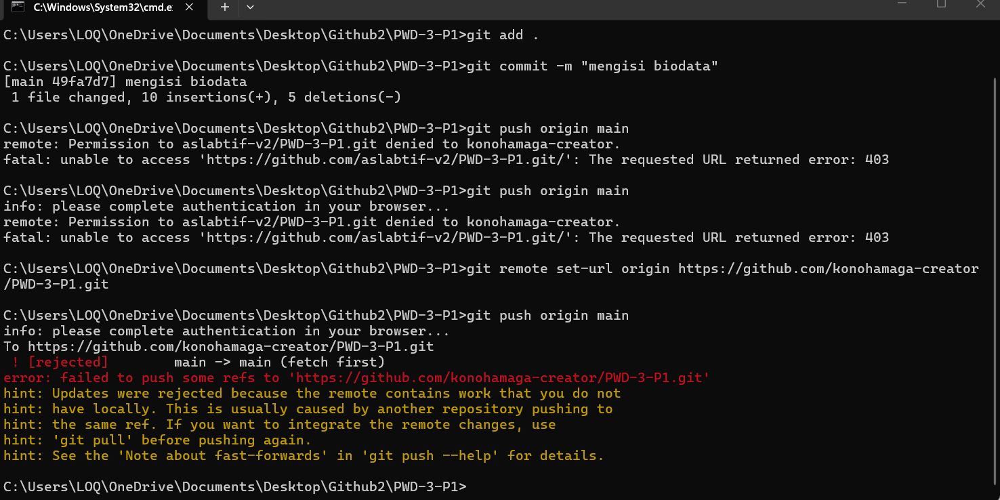 C:\Windows\System32\cmd.e
C:\Users\LOQ\OneDrive\Documents\Desktop\Github2\PWD-3-P1>git add .
C:\Users\LOQ\OneDrive\Documents\Desktop\Github2\PWD-3-P1>git commit -m "mengisi biodata"
[main 49fa7d7] mengisi biodata
 1 file changed, 10 insertions(+), 5 deletions(-)
C:\Users\LOQ\OneDrive\Documents\Desktop\Github2\PWD-3-P1>git push origin main
remote: Permission to aslabtif-v2/PWD-3-P1.git denied to konohamaga-creator.
fatal: unable to access 'https://github.com/aslabtif-v2/PWD-3-P1.git/': The requested URL returned error: 403
C:\Users\LOQ\OneDrive\Documents\Desktop\Github2\PWD-3-P1>git push origin main
info: please complete authentication in your browser...
remote: Permission to aslabtif-v2/PWD-3-P1.git denied to konohamaga-creator.
fatal: unable to access 'https://github.com/aslabtif-v2/PWD-3-P1.git/': The requested URL returned error: 403
C:\Users\LOQ\OneDrive\Documents\Desktop\Github2\PWD-3-P1>git remote set-url origin https://github.com/konohamaga-creator
/PWD-3-P1.git
C:\Users\LOQ\OneDrive\Documents\Desktop\Github2\PWD-3-P1>git push origin main
info: please complete authentication in your browser...
To https://github.com/konohamaga-creator/PWD-3-P1.git
 ! [rejected]        main -> main (fetch first)
error: failed to push some refs to 'https://github.com/konohamaga-creator/PWD-3-P1.git'
hint: Updates were rejected because the remote contains work that you do not
hint: have locally. This is usually caused by another repository pushing to
hint: the same ref. If you want to integrate the remote changes, use
hint: 'git pull' before pushing again.
hint: See the 'Note about fast-forwards' in 'git push --help' for details.
C:\Users\LOQ\OneDrive\Documents\Desktop\Github2\PWD-3-P1>